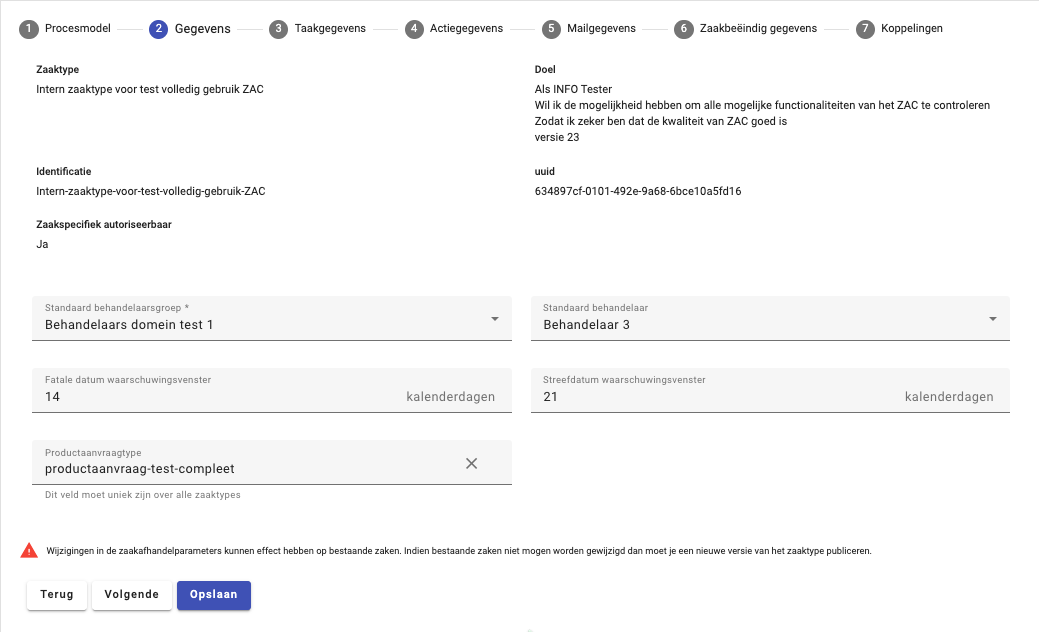 1 Procesmodel 2 Gegevens 3 Taakgegevens 4 Actiegegevens 5 Mailgegevens 6 Zaakbeëindig gegevens 7 Koppelingen
Zaaktype
Intern zaaktype voor test volledig gebruik ZAC
Doel
Als INFO Tester
Wil ik de mogelijkheid hebben om alle mogelijke functionaliteiten van het ZAC te controleren
Zodat ik zeker ben dat de kwaliteit van ZAC goed is
versie 23
Identificatie
Intern-zaaktype-voor-test-volledig-gebruik-ZAC
uuid
634897cf-0101-492e-9a68-6bce10a5fd16
Zaakspecifiek autoriseerbaar
Ja
Standaard behandelaarsgroep *
Behandelaars domein test 1
Standaard behandelaar
Behandelaar 3
Fatale datum waarschuwingsvenster
14 kalenderdagen
Streefdatum waarschuwingsvenster
21 kalenderdagen
Productaanvraagtype
productaanvraag-test-compleet
Dit veld moet uniek zijn over alle zaaktypes
Wijzigingen in de zaakafhandelparameters kunnen effect hebben op bestaande zaken. Indien bestaande zaken niet mogen worden gewijzigd dan moet je een nieuwe versie van het zaaktype publiceren.
Terug Volgende Opslaan